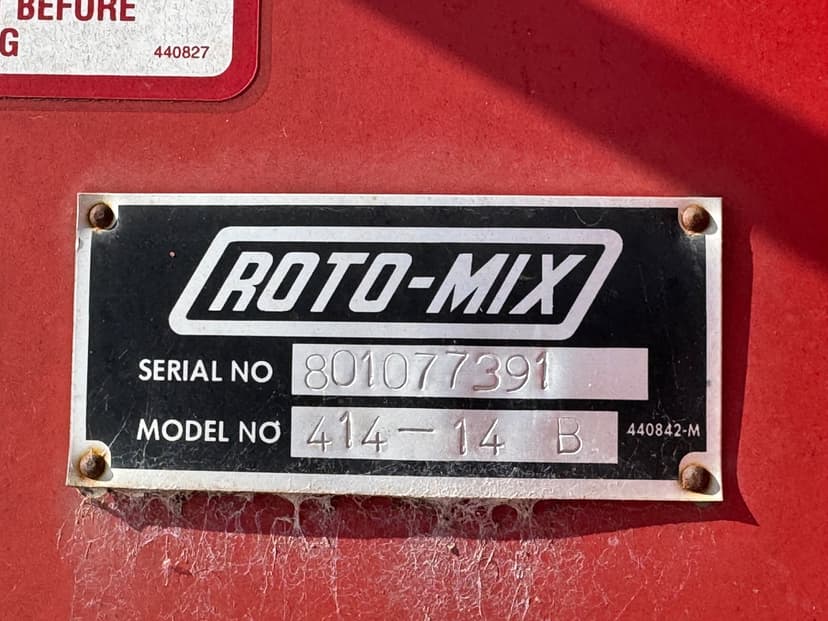 BEFORE
G
440827
ROTO-MIX
SERIAL NO 801077391
MODEL NO 414-14 B 440842-M